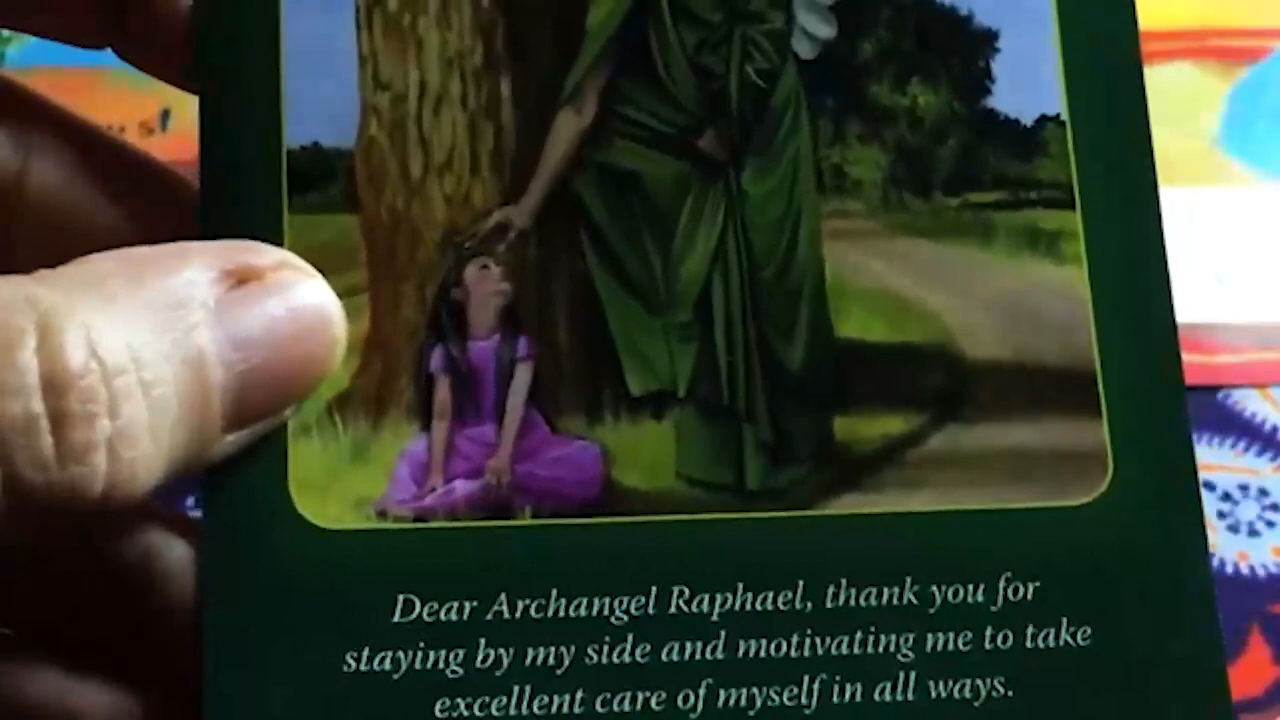 Dear Archangel Raphael, thank you for
staying by my side and motivating me to take
excellent care of myself in all ways.